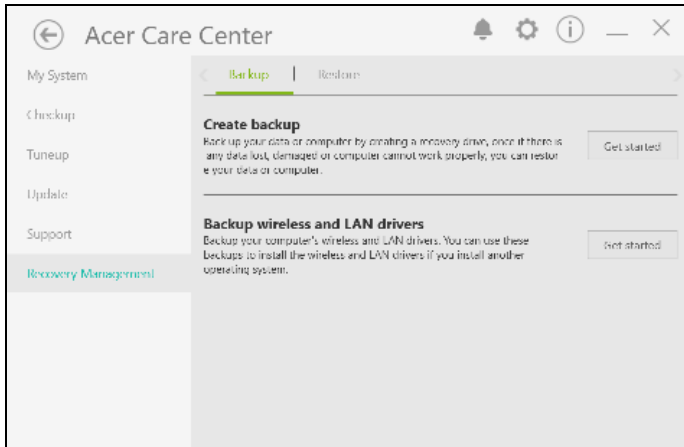 Acer Care Center
My System
Checkup
Tuneup
Update
Support
Recovery Management
Backup
Restore
Create backup
Back up your data or computer by creating a recovery drive, once if there is
any data lost, damaged or computer cannot work properly, you can restor
e your data or computer.
Get started
Backup wireless and LAN drivers
Backup your computer's wireless and LAN drivers. You can use these
backups to install the wireless and LAN drivers if you install another
operating system.
Get started